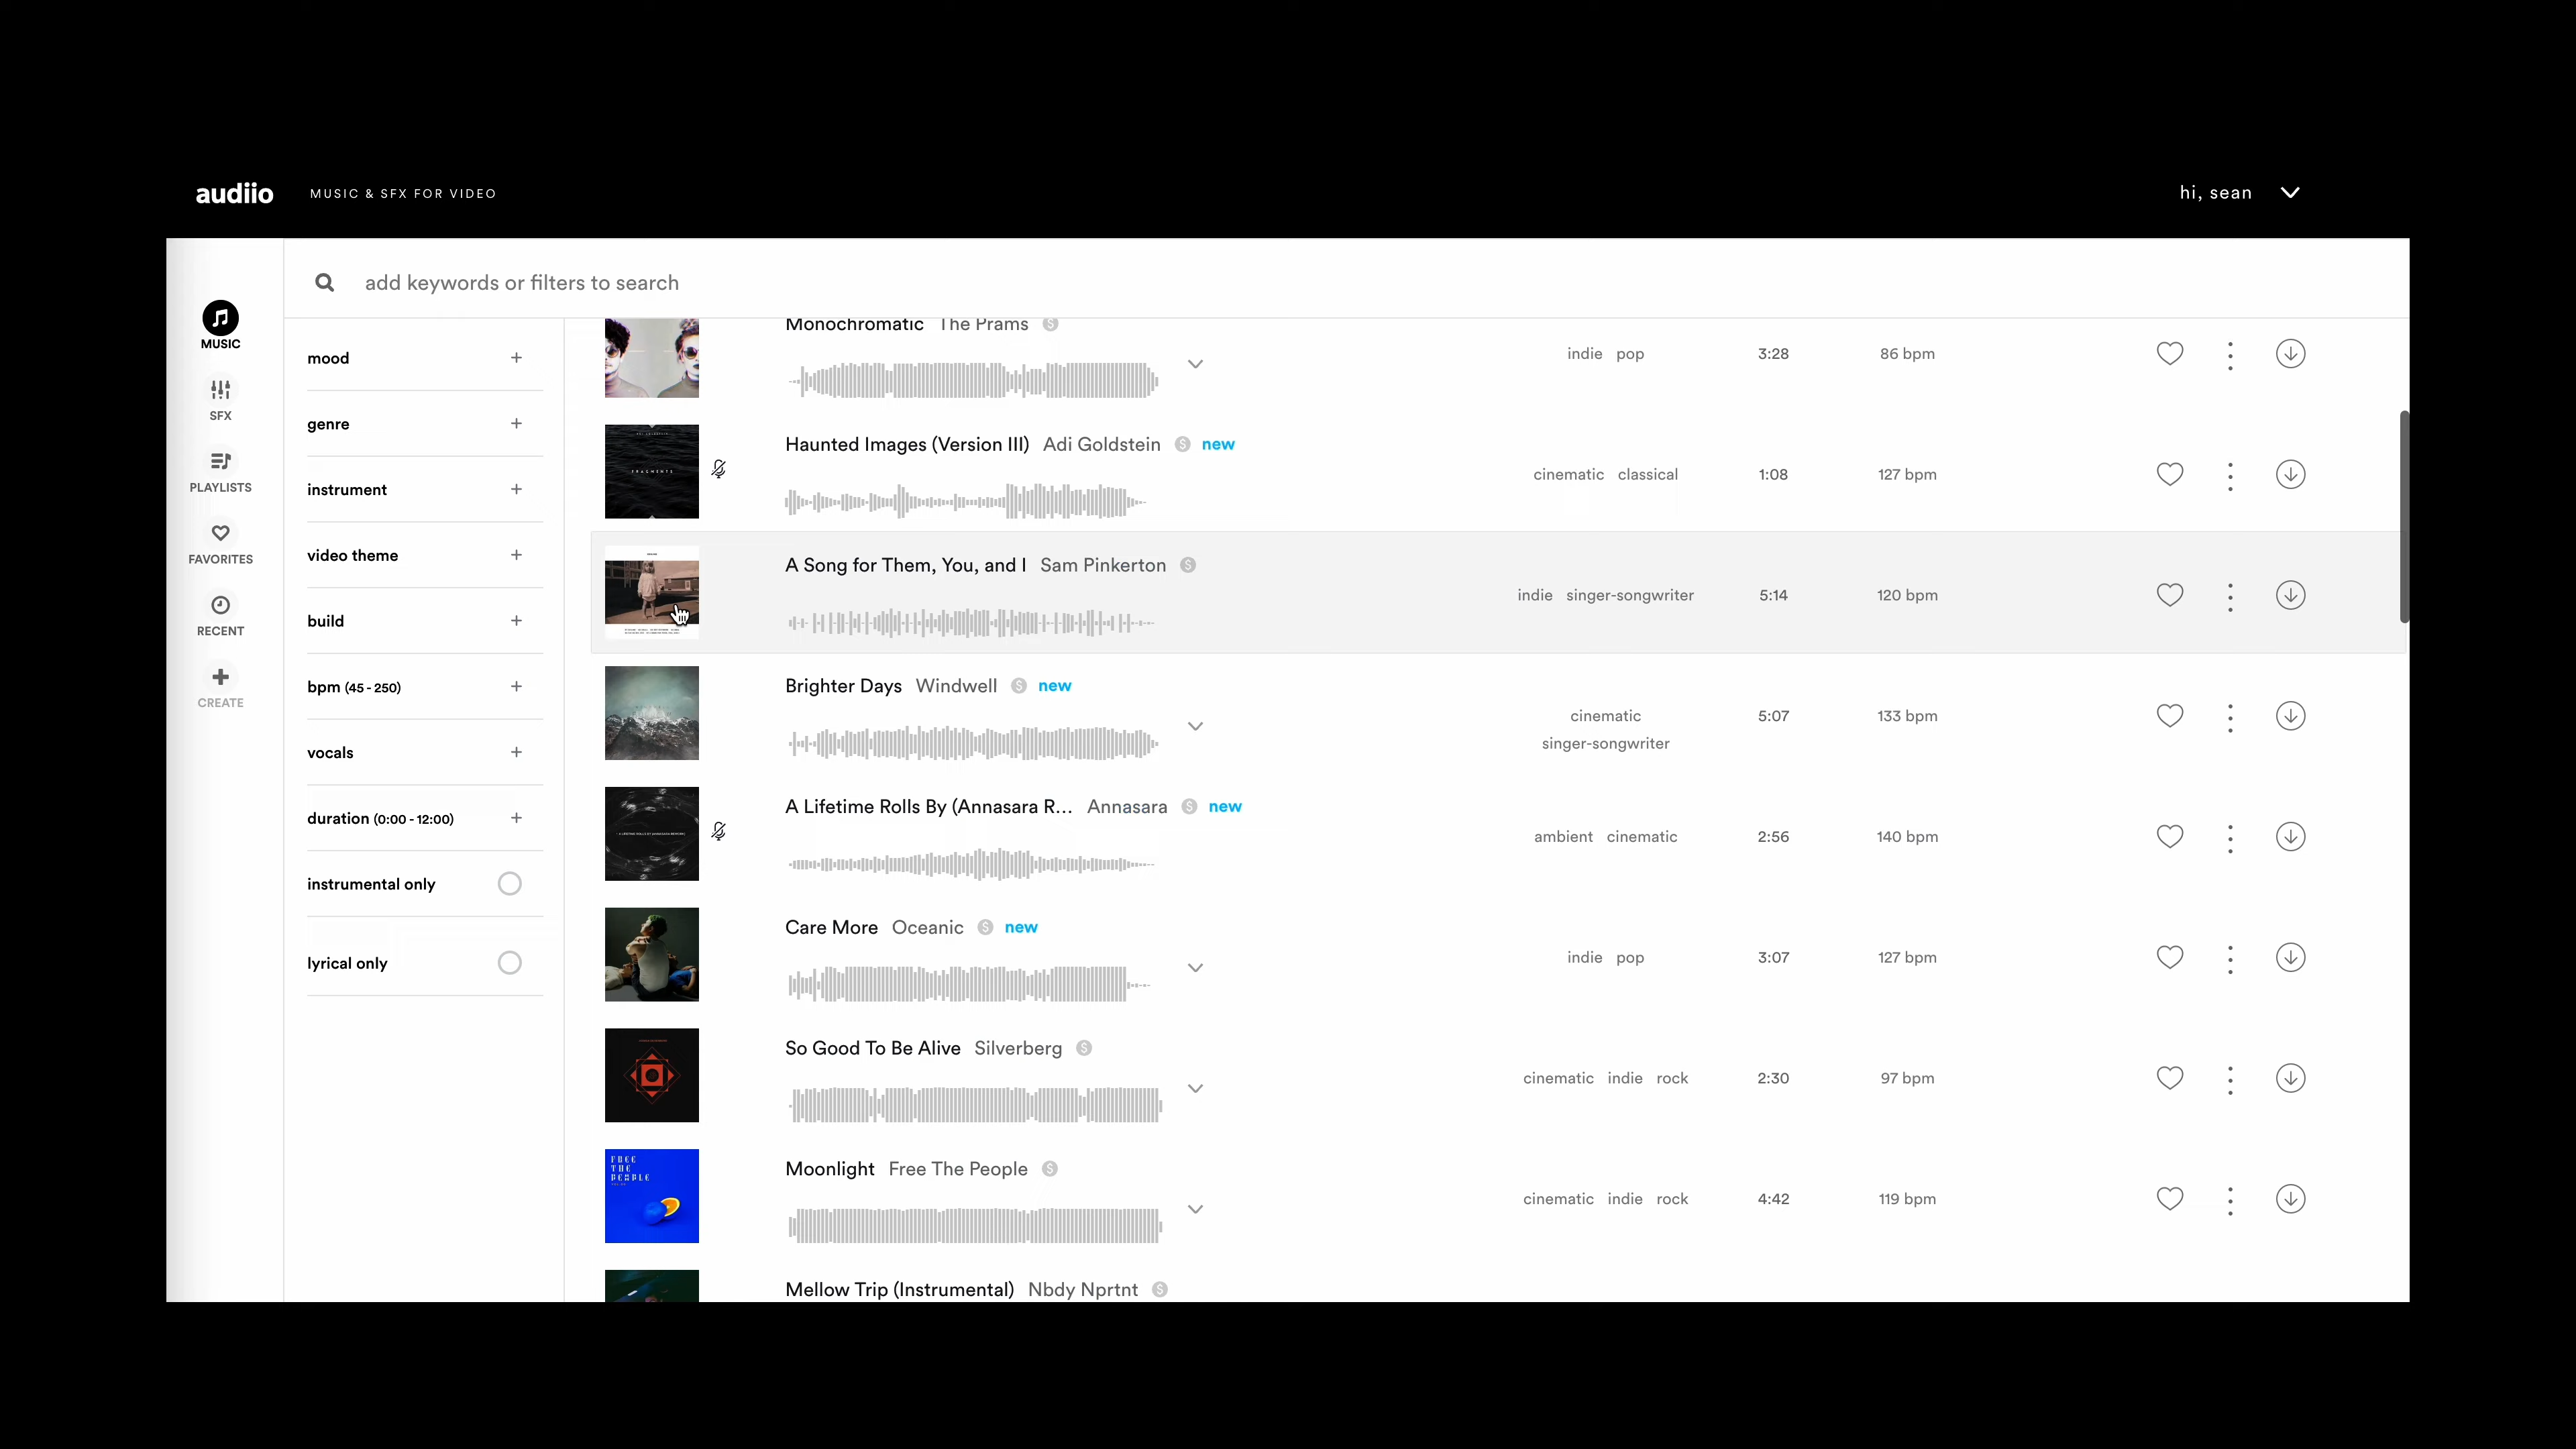 audiio
MUSIC & SFX FOR VIDEO
hi, sean
add keywords or filters to search
MUSIC
SFX
PLAYLISTS
FAVORITES
RECENT
CREATE
mood
genre
instrument
video theme
build
bpm (45 - 250)
vocals
duration (0:00 - 12:00)
instrumental only
lyrical only
Monochromatic The Prams
indie pop 3:28 86 bpm
FRAGMENTS
Haunted Images (Version III) Adi Goldstein new
cinematic classical 1:08 127 bpm
A Song for Them, You, and I Sam Pinkerton
indie singer-songwriter 5:14 120 bpm
Brighter Days Windwell new
cinematic 5:07 133 bpm
singer-songwriter
A Lifetime Rolls By (Annasara R... Annasara new
ambient cinematic 2:56 140 bpm
Care More Oceanic new
indie pop 3:07 127 bpm
So Good To Be Alive Silverberg
cinematic indie rock 2:30 97 bpm
FREE
THE
PEOPLE
Moonlight Free The People
cinematic indie rock 4:42 119 bpm
Mellow Trip (Instrumental) Nbdy Nprtnt